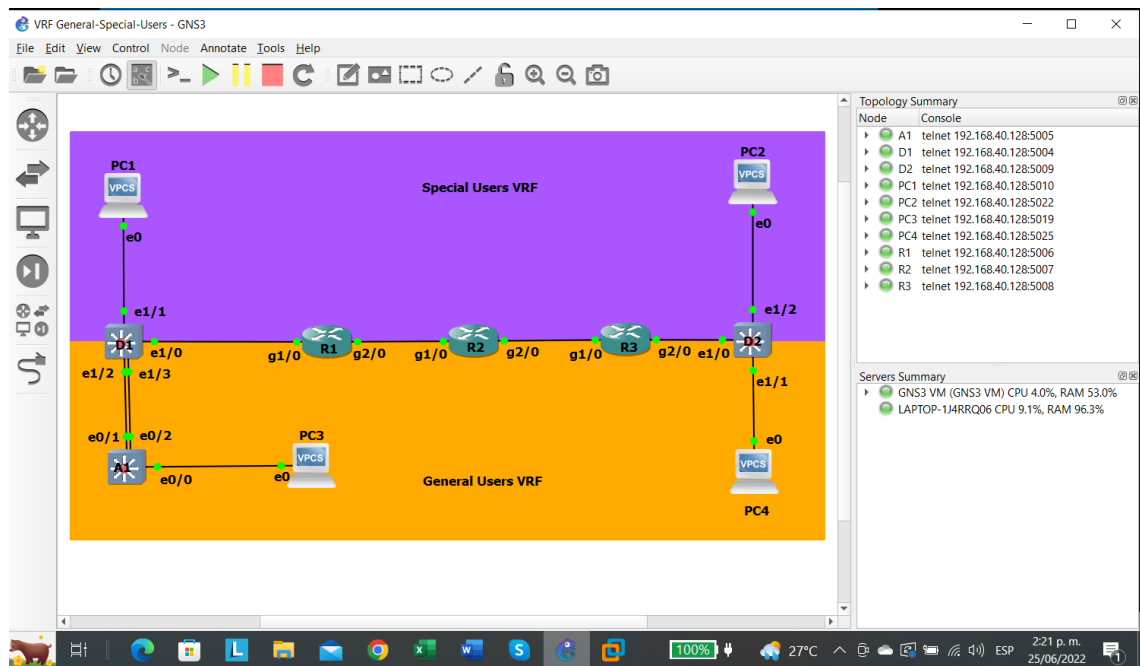 VRF General-Special-Users - GNS3
File Edit View Control Node Annotate Tools Help
Topology Summary
Node Console
A1 telnet 192.168.40.128:5005
D1 telnet 192.168.40.128:5004
D2 telnet 192.168.40.128:5009
PC1 telnet 192.168.40.128:5010
PC2 telnet 192.168.40.128:5022
PC3 telnet 192.168.40.128:5019
PC4 telnet 192.168.40.128:5025
R1 telnet 192.168.40.128:5006
R2 telnet 192.168.40.128:5007
R3 telnet 192.168.40.128:5008
PC1
VPCS
e0
Special Users VRF
PC2
VPCS
e0
e1/1
e1/2
D1
e1/0
g1/0
R1
g2/0
g1/0
R2
g2/0
g1/0
R3
g2/0
e1/0
D2
e1/2
e1/3
e1/1
e0/1
e0/2
A1
e0/0
PC3
VPCS
e0
General Users VRF
e0
VPCS
PC4
Servers Summary
GNS3 VM (GNS3 VM) CPU 4.0%, RAM 53.0%
LAPTOP-1J4RRQ06 CPU 9.1%, RAM 96.3%
100%
27°C
ESP
2:21 p. m.
25/06/2022
1